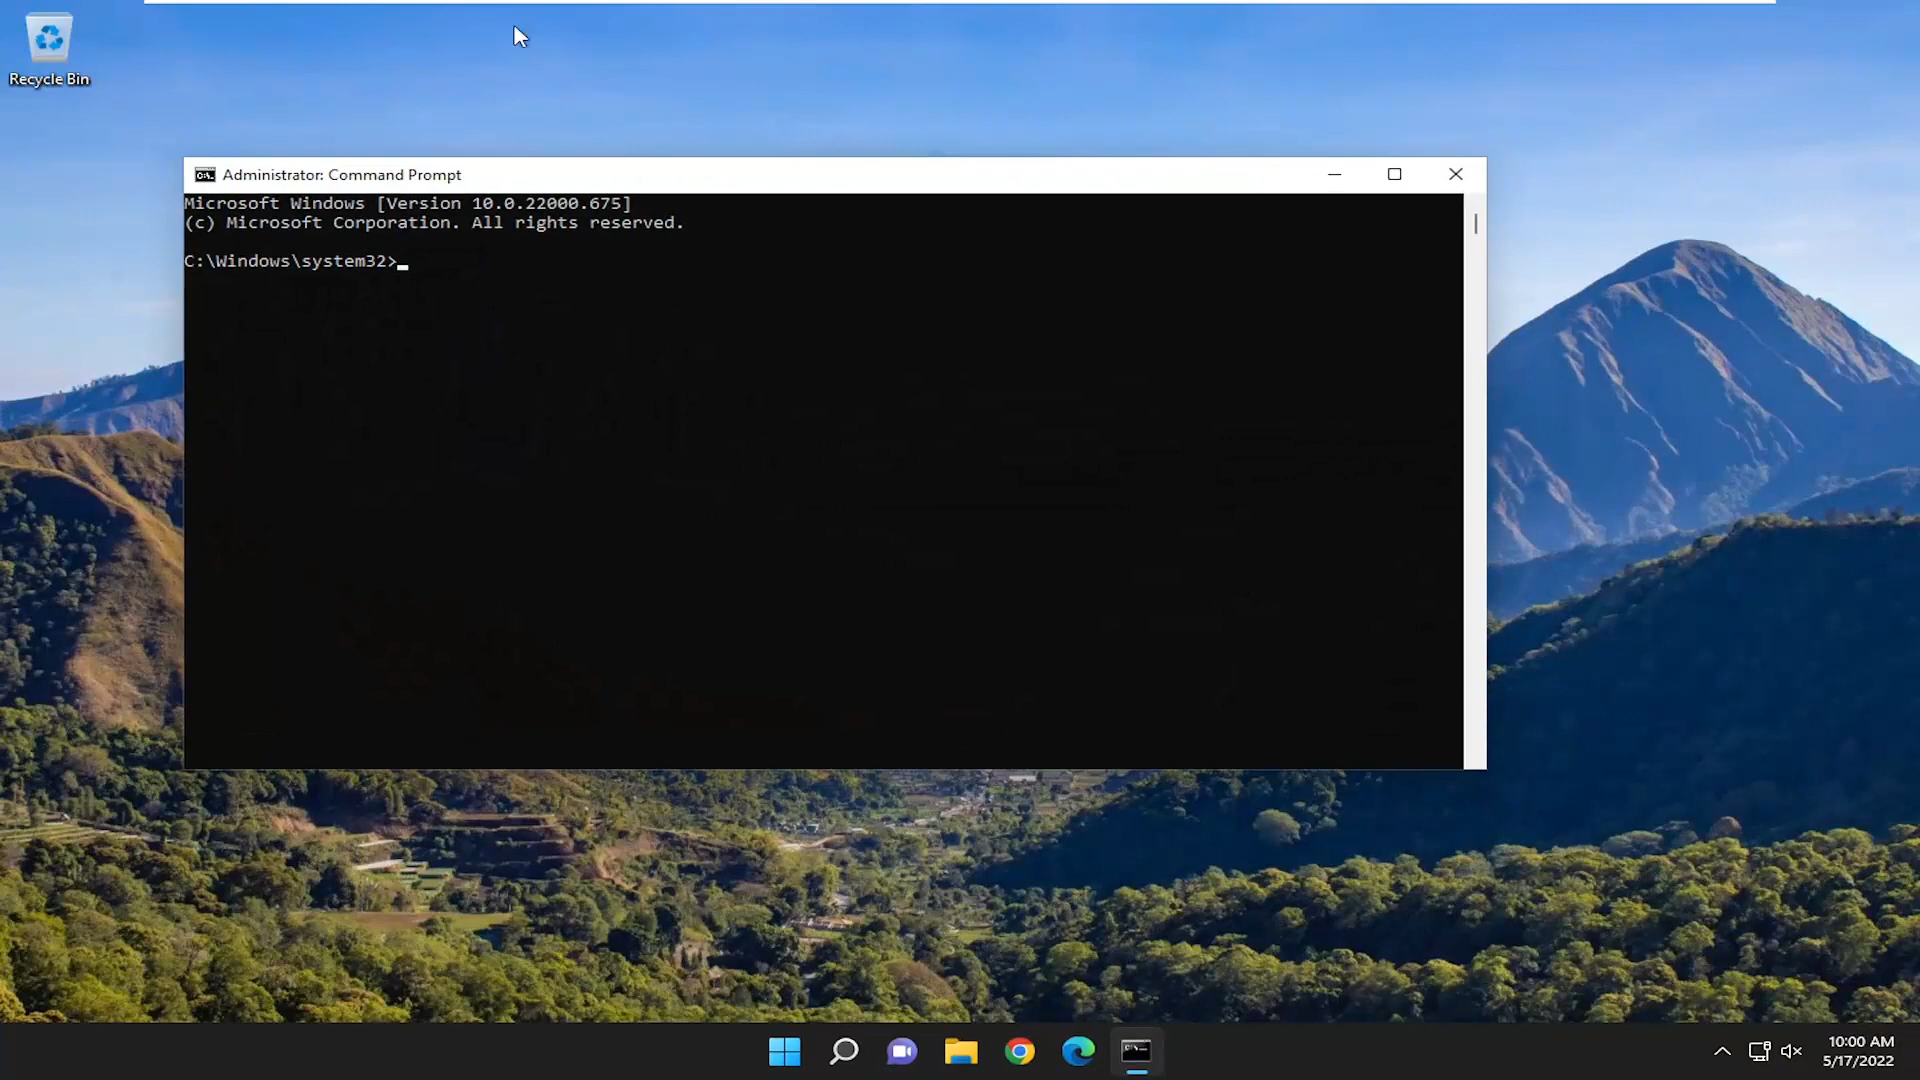 Recycle Bin
Administrator: Command Prompt
Microsoft Windows [Version 10.0.22000.675]
(c) Microsoft Corporation. All rights reserved.
C:\Windows\system32>
10:00 AM
5/17/2022